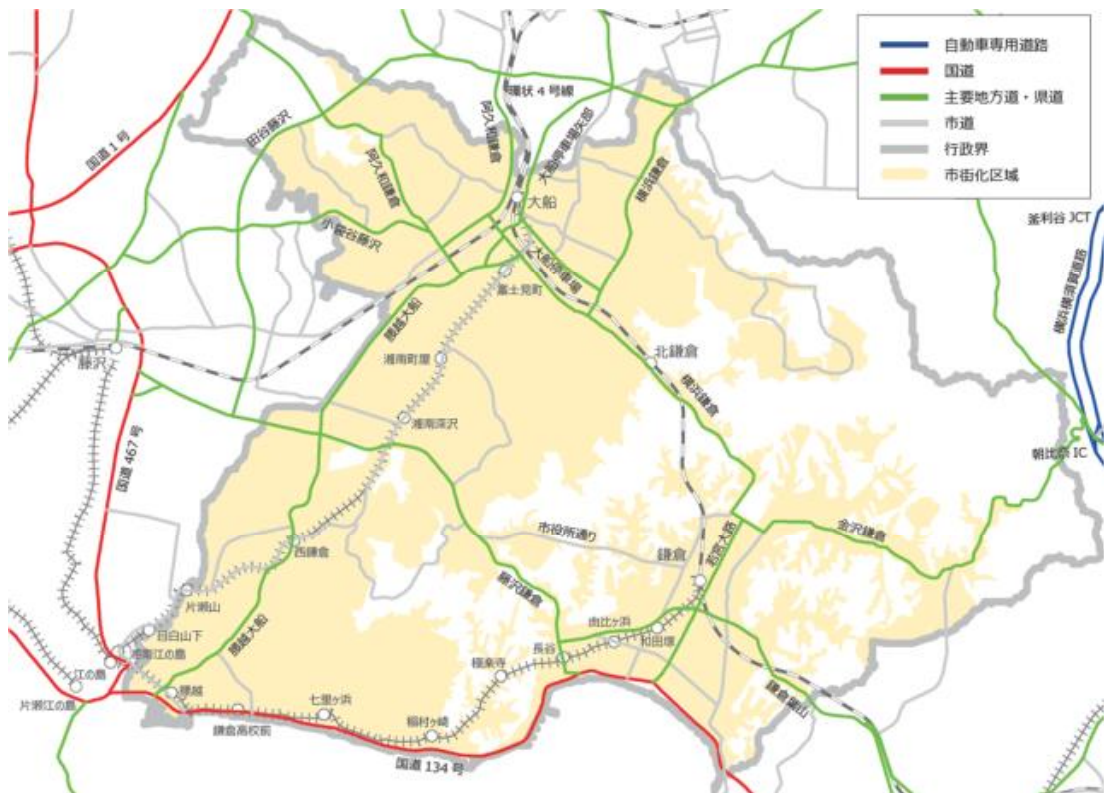 自動車専用道路
国道
主要地方道・県道
市道
行政界
市街化区域
環状4号線
田谷藤沢
阿久和鎌倉
大船停車場矢部
国道1号
阿久和鎌倉
横浜鎌倉
大船
釜利谷JCT
小袋谷藤沢
大船停車場
横浜横須賀道路
富士見町
腰越大船
湘南町屋
北鎌倉
藤沢
横浜鎌倉
湘南深沢
国道467号
朝比奈IC
市役所通り
金沢鎌倉
西鎌倉
鎌倉
若宮大路
藤沢鎌倉
片瀬山
由比ヶ浜
和田塚
目白山下
腰越大船
長谷
湘南江の島
江の島
極楽寺
片瀬江の島
腰越
七里ヶ浜
鎌倉葉山
鎌倉高校前
稲村ヶ崎
国道134号